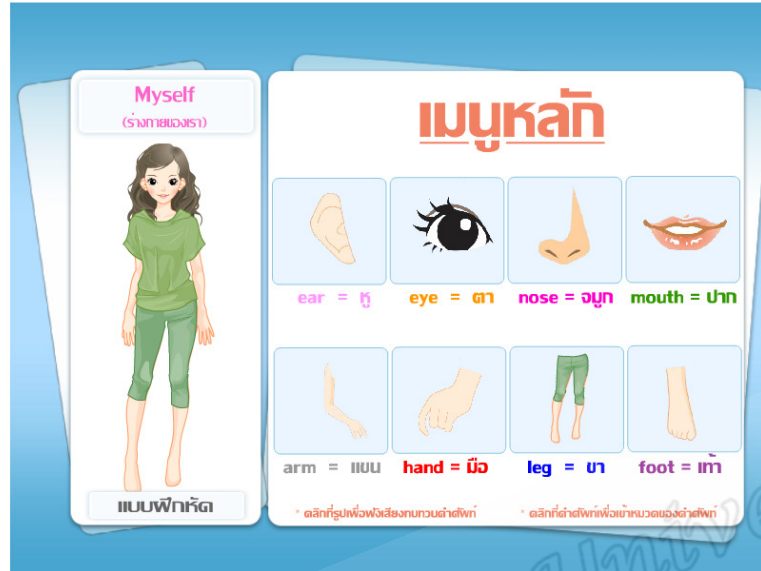 Myself
(ร่างกายของเรา)
แบบฝึกหัด
เมนูหลัก
ear = หู
eye = ตา
nose = จมูก
mouth = ปาก
arm = แขน
hand = มือ
leg = ขา
foot = เท้า
* คลิกที่รูปเพื่อฟังเสียงทบทวนคำศัพท์
* คลิกที่คำศัพท์เพื่อเข้าหมวดของคำศัพท์